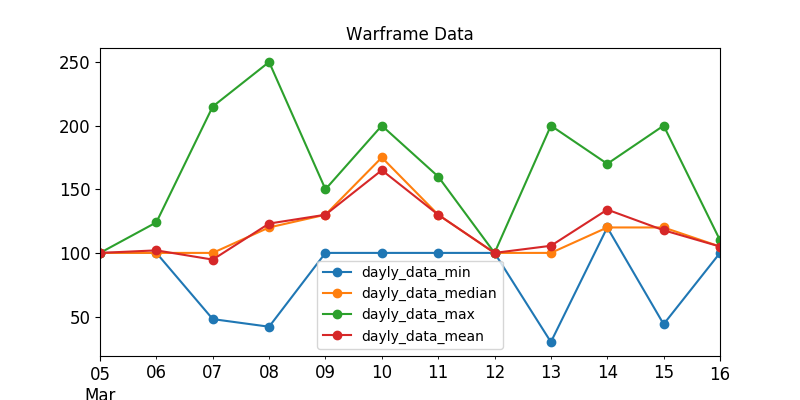 Warframe Data
250
200
150
100
50
dayly_data_min
dayly_data_median
dayly_data_max
dayly_data_mean
05 06 07 08 09 10 11 12 13 14 15 16
Mar